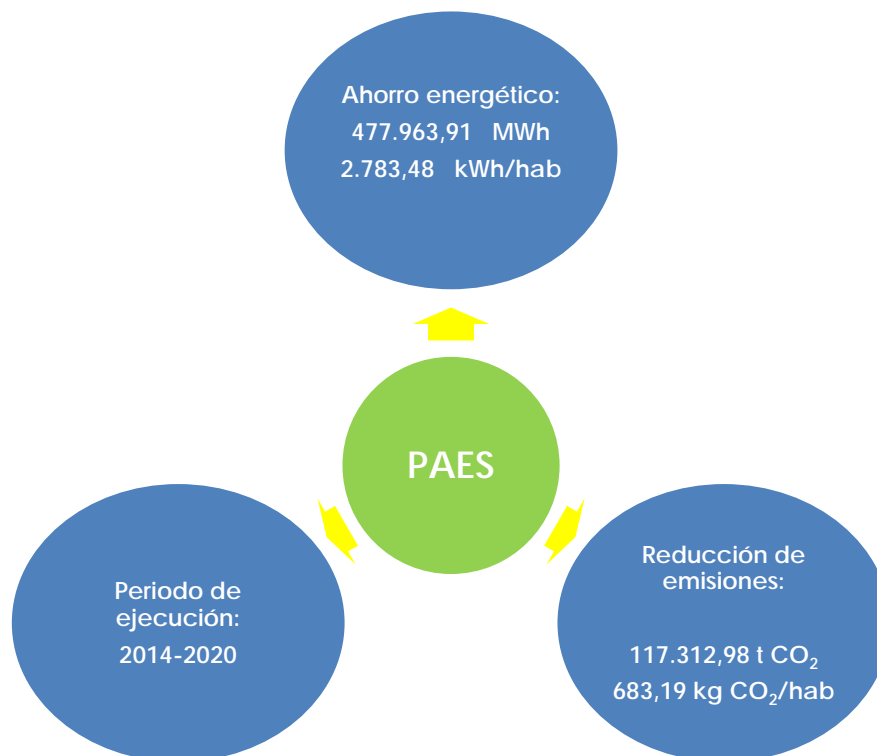 Ahorro energético:
477.963,91 MWh
2.783,48 kWh/hab
PAES
Periodo de
ejecución:
2014-2020
Reducción de
emisiones:
117.312,98 t CO₂
683,19 kg CO₂/hab